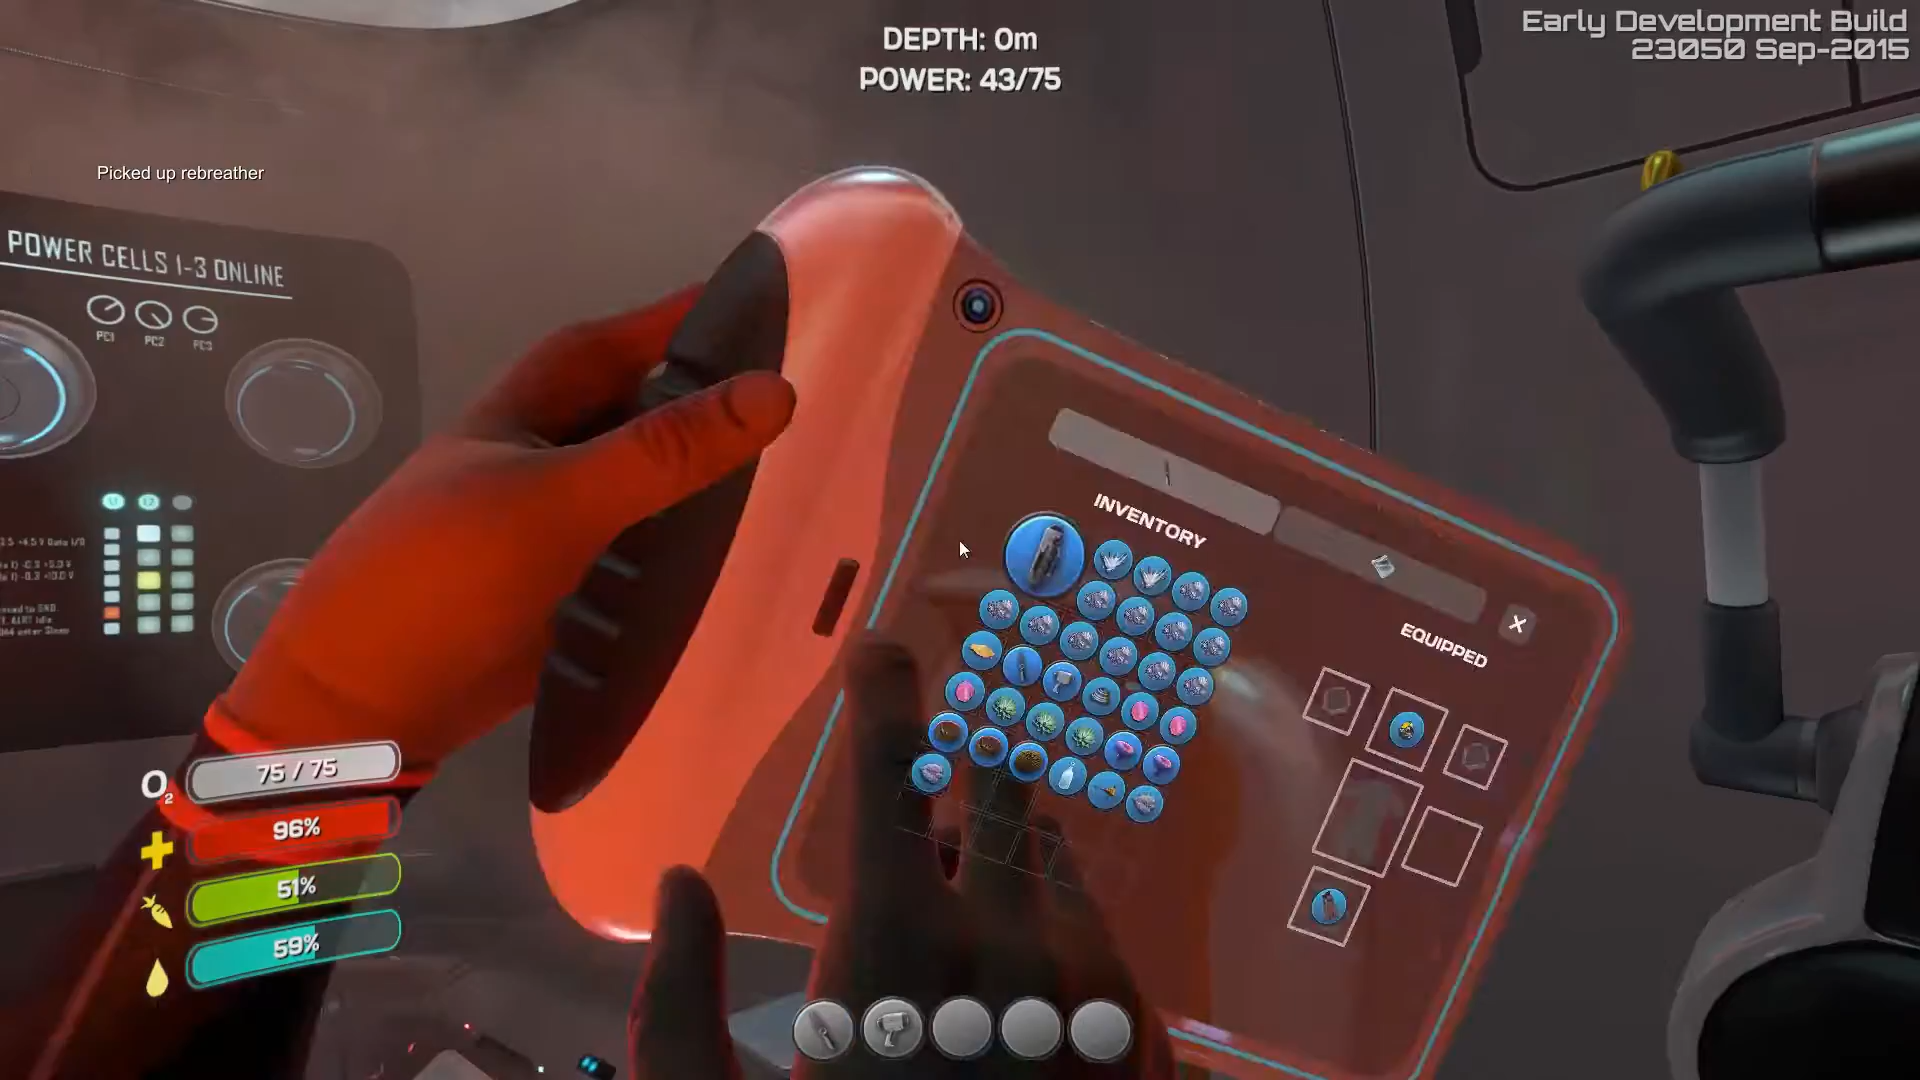 Early Development Build
23050 Sep-2015
DEPTH: 0m
POWER: 43/75
Picked up rebreather
POWER CELLS 1-3 ONLINE
PC1 PC2 PC3
INVENTORY
EQUIPPED
O2 75 / 75
96%
51%
59%